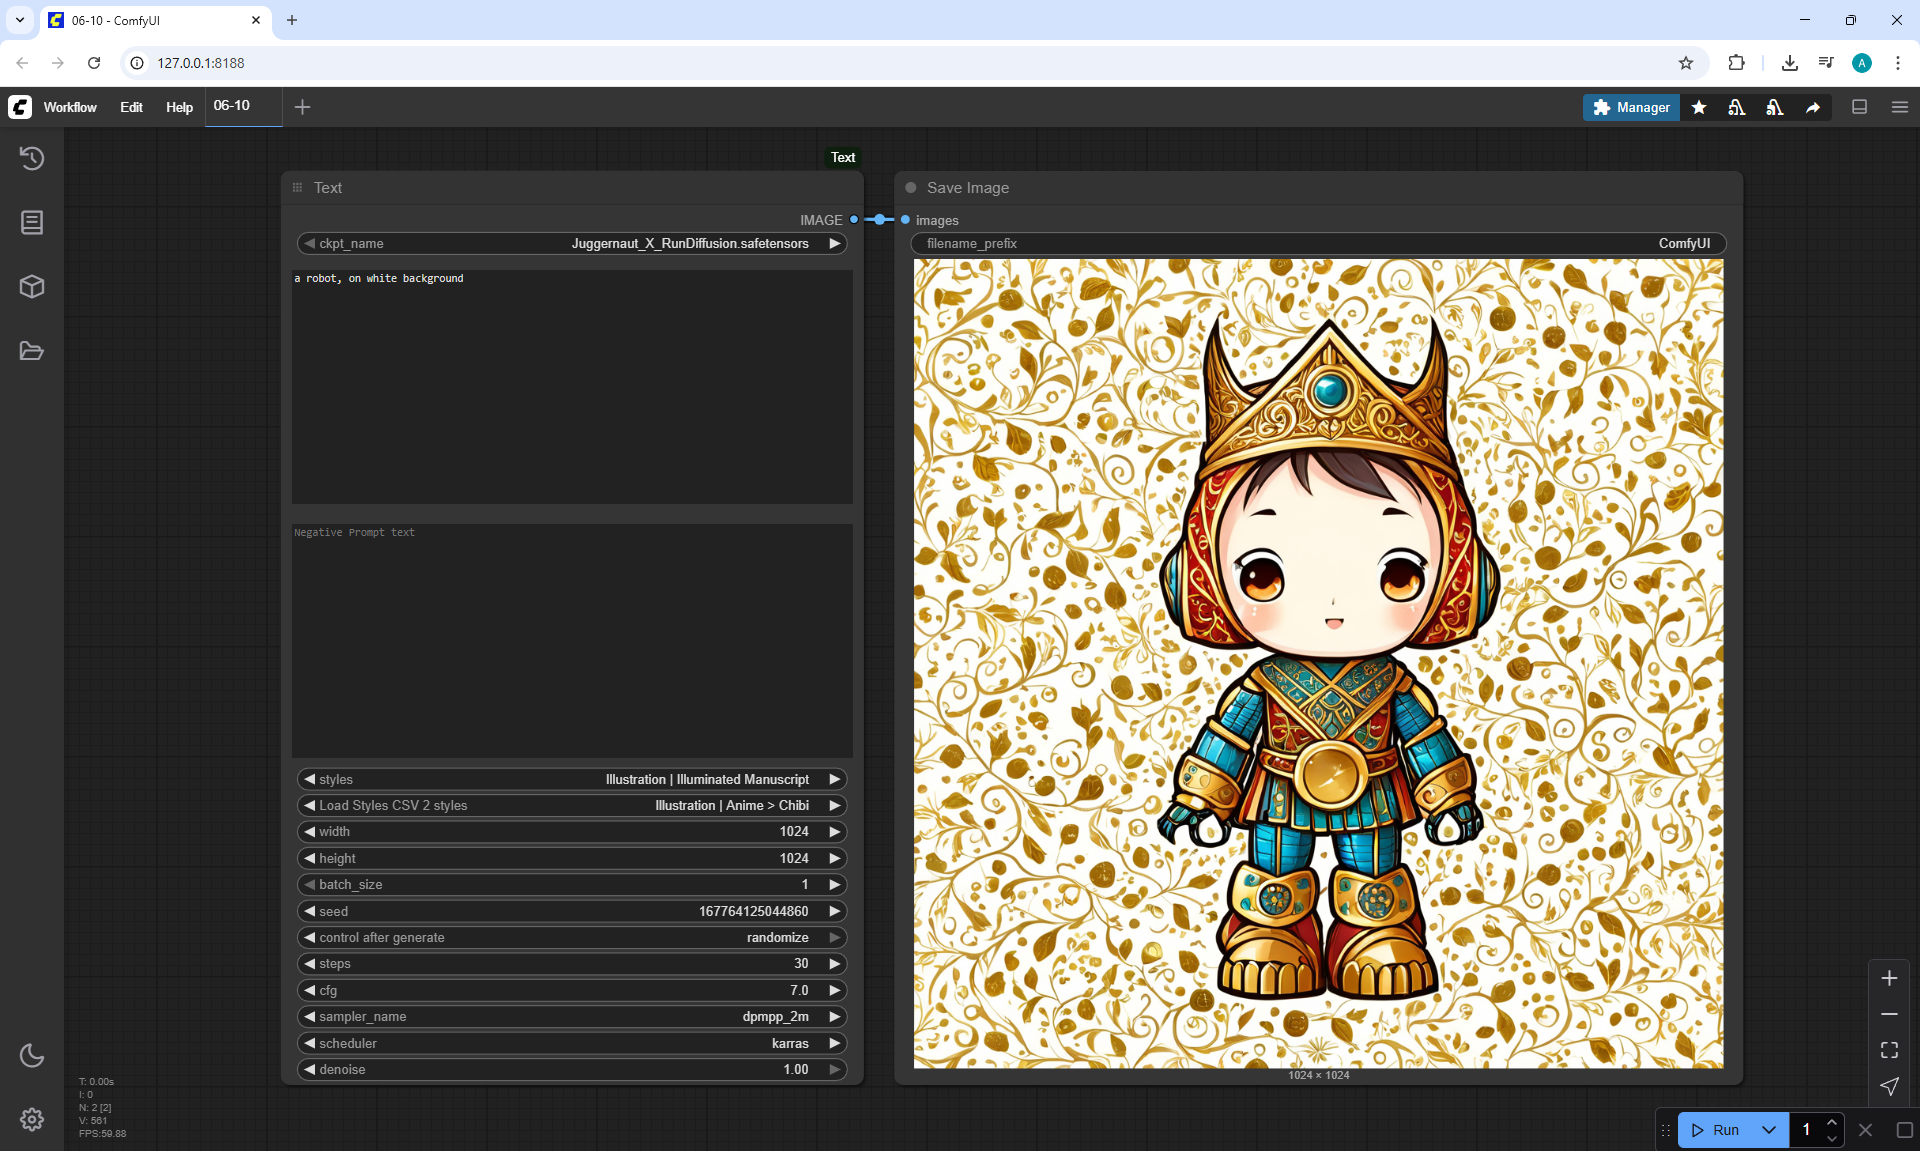 06-10 - ComfyUI
127.0.0.1:8188
A
Workflow Edit Help 06-10
Manager
Text
Text
IMAGE
ckpt_name Juggernaut_X_RunDiffusion.safetensors
a robot, on white background
Negative Prompt text
styles Illustration | Illuminated Manuscript
Load Styles CSV 2 styles Illustration | Anime > Chibi
width 1024
height 1024
batch_size 1
seed 167764125044860
control after generate randomize
steps 30
cfg 7.0
sampler_name dpmpp_2m
scheduler karras
denoise 1.00
Save Image
images
filename_prefix ComfyUI
1024 × 1024
T: 0.00s
I: 0
N: 2 [2]
V: 561
FPS:59.88
Run 1